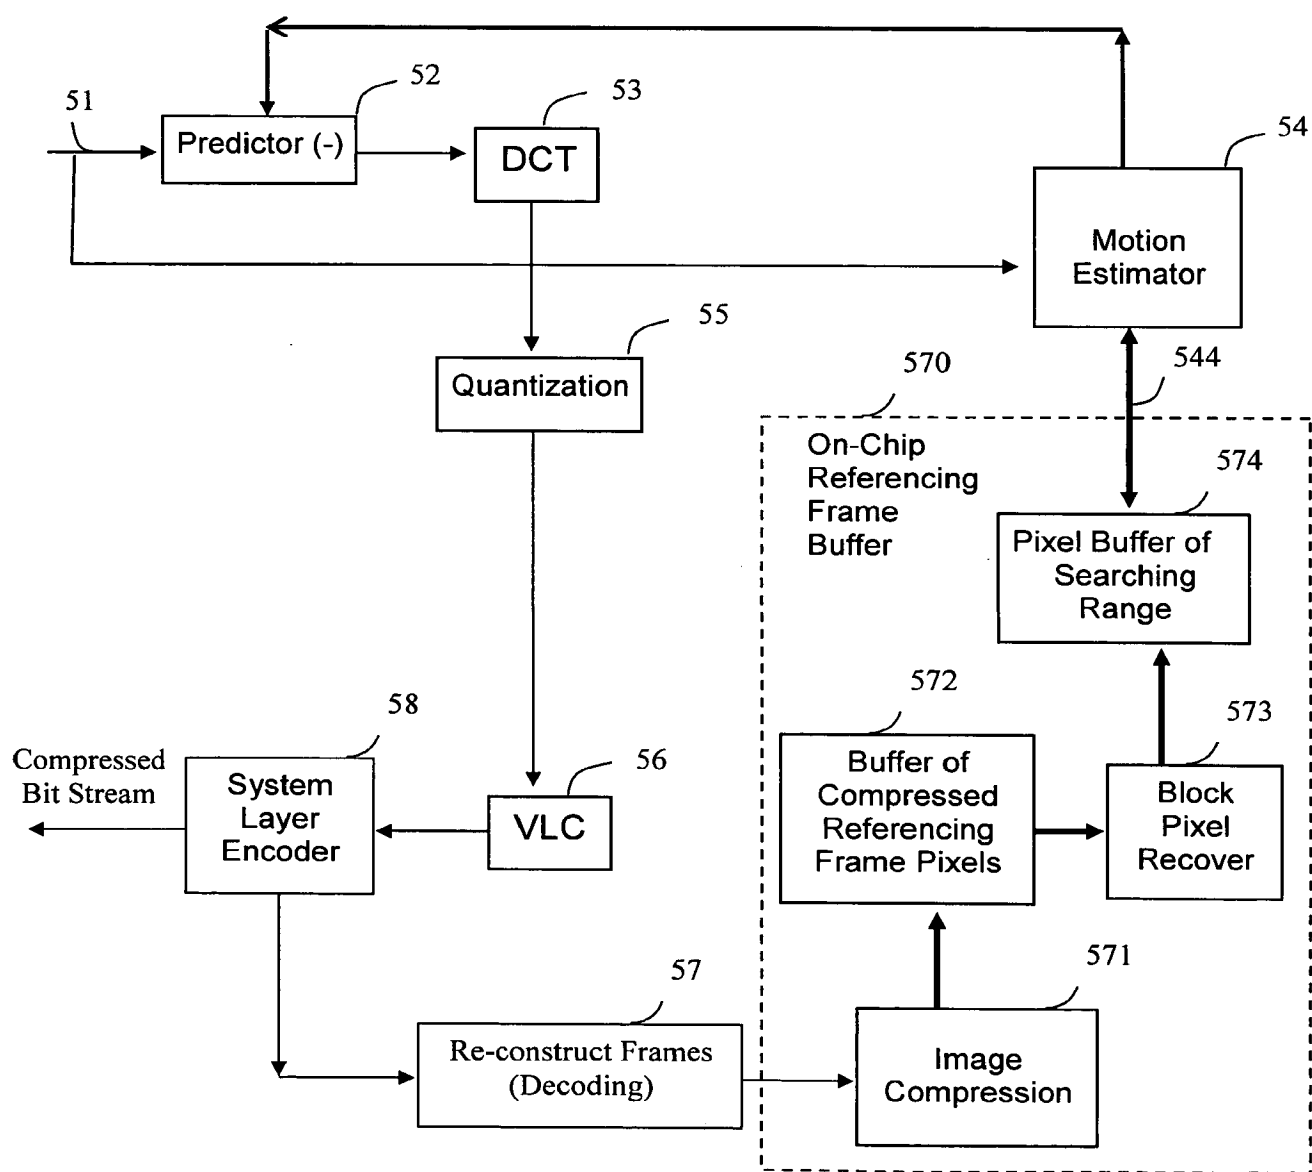 52
51
53
Predictor (-)
54
DCT
Motion
Estimator
55
Quantization
570
544
On-Chip
Referencing
Frame
Buffer
574
Pixel Buffer of
Searching
Range
572
573
58
Compressed
Bit Stream
System
Layer
Encoder
56
VLC
Buffer of
Compressed
Referencing
Frame Pixels
Block
Pixel
Recover
57
571
Re-construct Frames
(Decoding)
Image
Compression